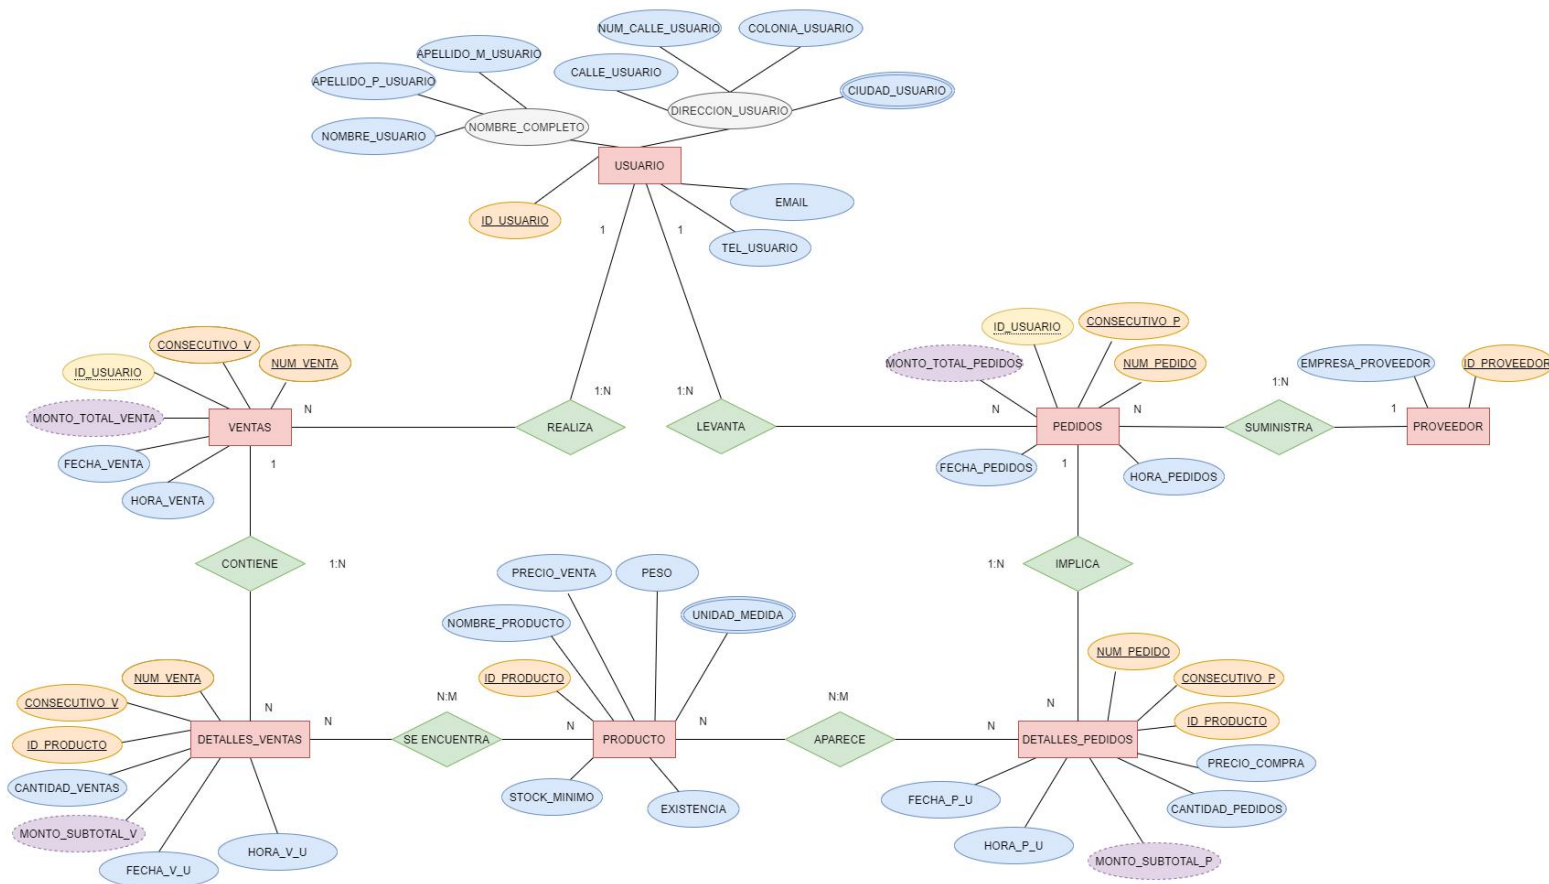 NUM_CALLE_USUARIO
COLONIA_USUARIO
APELLIDO_M_USUARIO
CALLE_USUARIO
APELLIDO_P_USUARIO
CIUDAD_USUARIO
DIRECCION_USUARIO
NOMBRE_COMPLETO
NOMBRE_USUARIO
USUARIO
EMAIL
ID_USUARIO
1
1
TEL_USUARIO
CONSECUTIVO_V
NUM_VENTA
ID_USUARIO
MONTO_TOTAL_VENTA
N
VENTAS
1:N
REALIZA
FECHA_VENTA
1
HORA_VENTA
ID_USUARIO
CONSECUTIVO_P
MONTO_TOTAL_PEDIDOS
NUM_PEDIDO
EMPRESA_PROVEEDOR
ID_PROVEEDOR
1:N
1:N
N
N
1
LEVANTA
PEDIDOS
SUMINISTRA
PROVEEDOR
FECHA_PEDIDOS
1
HORA_PEDIDOS
CONTIENE
1:N
1:N
IMPLICA
PRECIO_VENTA
PESO
UNIDAD_MEDIDA
NOMBRE_PRODUCTO
ID_PRODUCTO
NUM_VENTA
CONSECUTIVO_V
N
N
N:M
N
N
N:M
N
N
ID_PRODUCTO
DETALLES_VENTAS
SE ENCUENTRA
PRODUCTO
APARECE
DETALLES_PEDIDOS
NUM_PEDIDO
CONSECUTIVO_P
ID_PRODUCTO
PRECIO_COMPRA
CANTIDAD_VENTAS
STOCK_MINIMO
EXISTENCIA
FECHA_P_U
CANTIDAD_PEDIDOS
MONTO_SUBTOTAL_V
HORA_V_U
HORA_P_U
FECHA_V_U
MONTO_SUBTOTAL_P